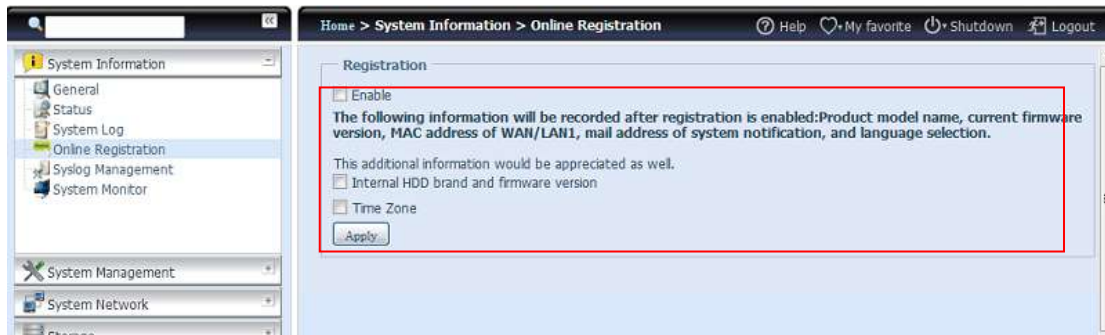 Home > System Information > Online Registration
Help
My favorite
Shutdown
Logout
System Information
General
Status
System Log
Online Registration
Syslog Management
System Monitor
System Management
System Network
Storage
Registration
Enable
The following information will be recorded after registration is enabled:Product model name, current firmware
version, MAC address of WAN/LAN1, mail address of system notification, and language selection.
This additional information would be appreciated as well.
Internal HDD brand and firmware version
Time Zone
Apply